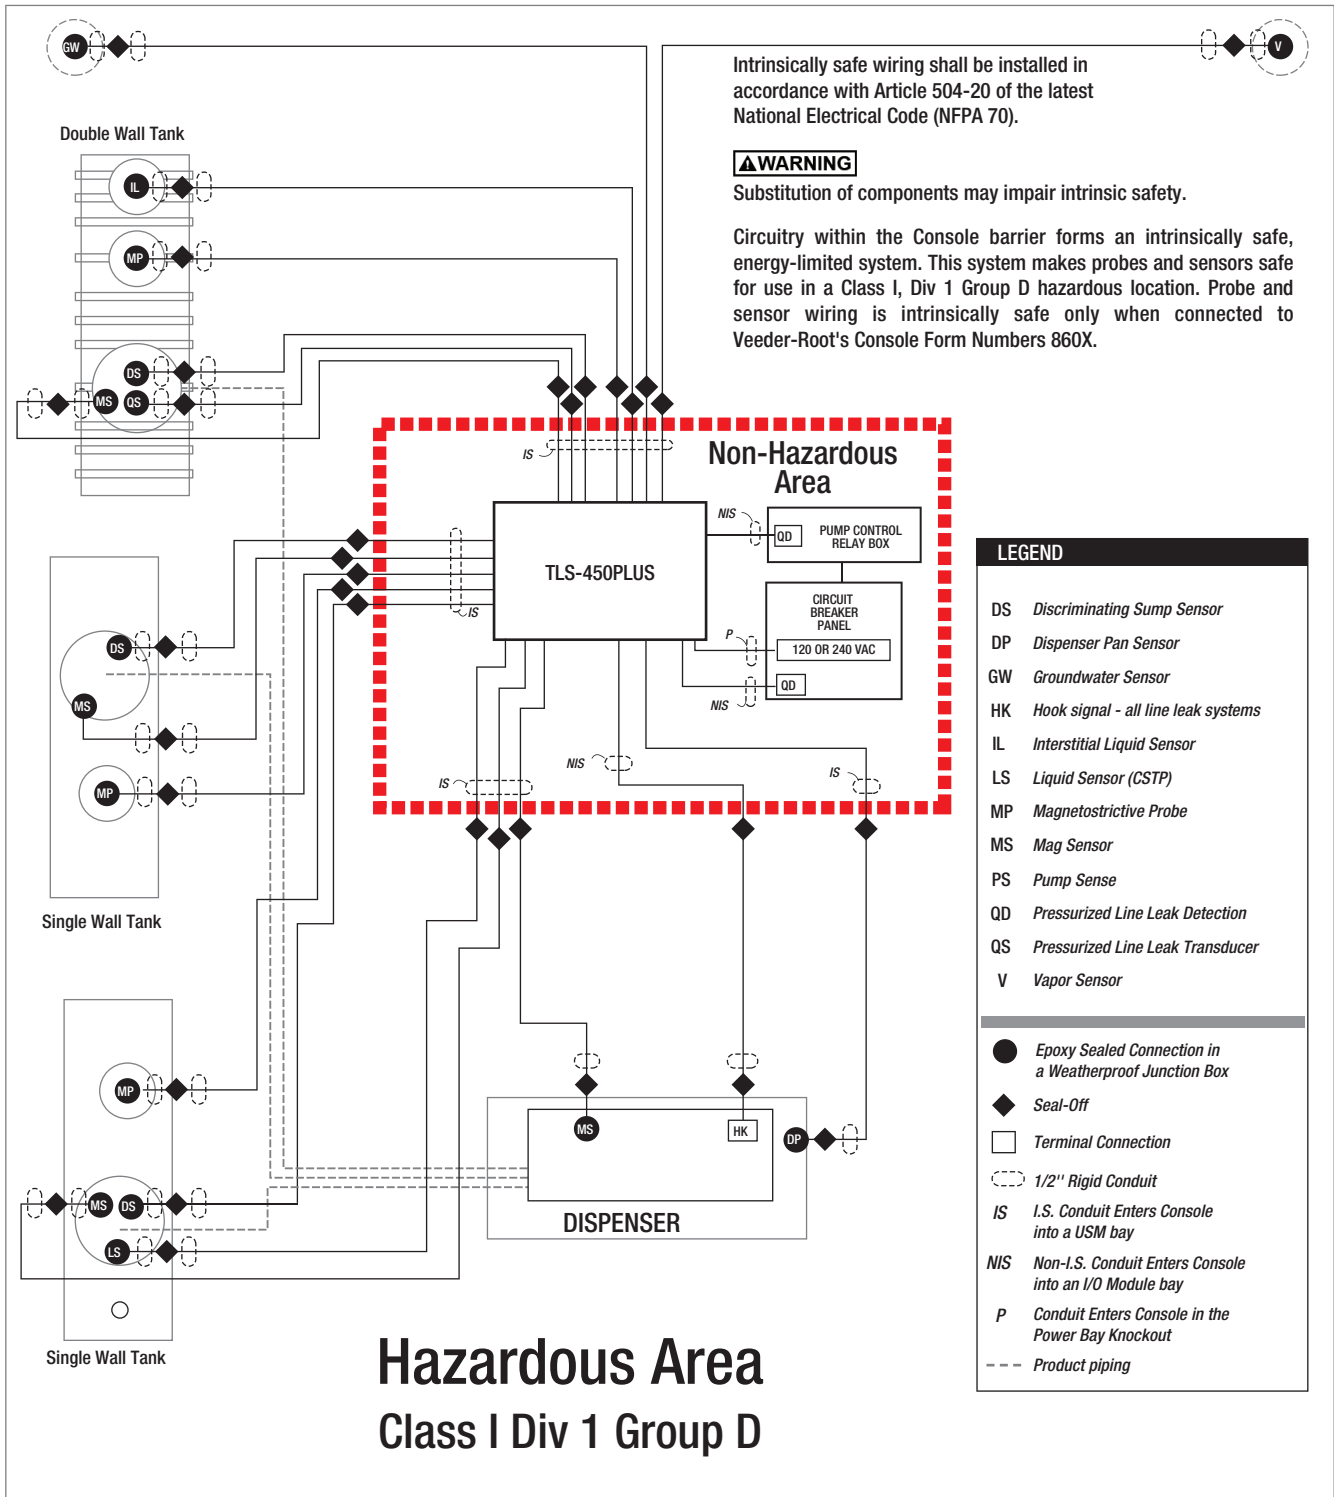 GW
V
Intrinsically safe wiring shall be installed in
accordance with Article 504-20 of the latest
National Electrical Code (NFPA 70).
WARNING
Substitution of components may impair intrinsic safety.
Circuitry within the Console barrier forms an intrinsically safe,
energy-limited system. This system makes probes and sensors safe
for use in a Class I, Div 1 Group D hazardous location. Probe and
sensor wiring is intrinsically safe only when connected to
Veeder-Root's Console Form Numbers 860X.
Double Wall Tank
IL
MP
DS
MS
QS
IS
Non-Hazardous
Area
NIS
QD
PUMP CONTROL
RELAY BOX
TLS-450PLUS
CIRCUIT
BREAKER
PANEL
P
120 OR 240 VAC
QD
NIS
IS
NIS
IS
IS
DS
MS
MP
Single Wall Tank
MP
MS
DS
LS
Single Wall Tank
MS
HK
DP
DISPENSER
Hazardous Area
Class I Div 1 Group D
LEGEND
DS Discriminating Sump Sensor
DP Dispenser Pan Sensor
GW Groundwater Sensor
HK Hook signal - all line leak systems
IL Interstitial Liquid Sensor
LS Liquid Sensor (CSTP)
MP Magnetostrictive Probe
MS Mag Sensor
PS Pump Sense
QD Pressurized Line Leak Detection
QS Pressurized Line Leak Transducer
V Vapor Sensor
Epoxy Sealed Connection in
a Weatherproof Junction Box
Seal-Off
Terminal Connection
1/2'' Rigid Conduit
IS I.S. Conduit Enters Console
into a USM bay
NIS Non-I.S. Conduit Enters Console
into an I/O Module bay
P Conduit Enters Console in the
Power Bay Knockout
Product piping